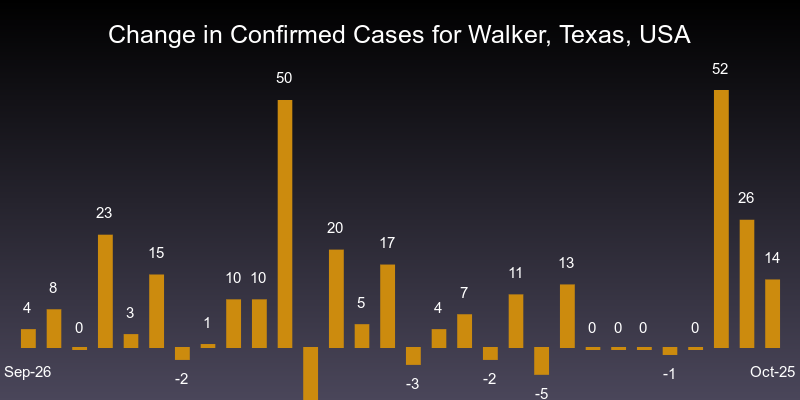 Change in Confirmed Cases for Walker, Texas, USA
4 8 0 23 3 15 -2 1 10 10 50 20 5 17 -3 4 7 -2 11 -5 13 0 0 0 -1 0 52 26 14
Sep-26 Oct-25